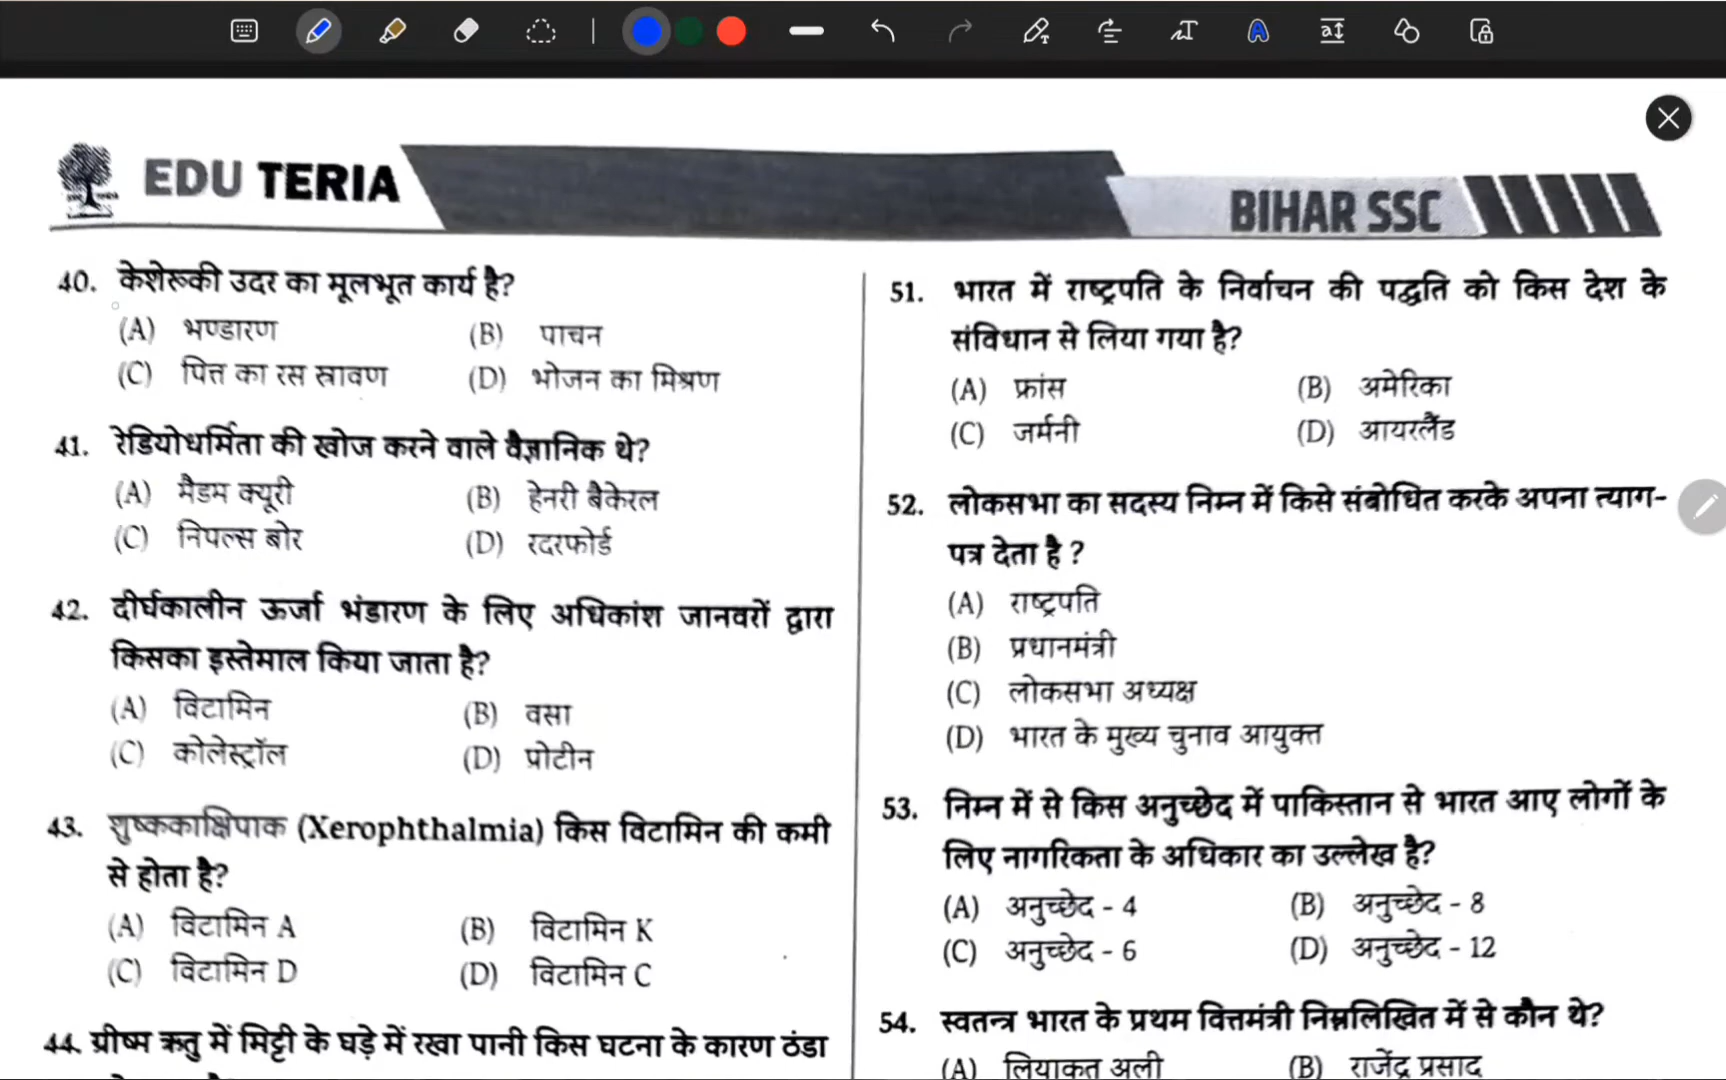 EDU TERIA
BIHAR SSC
40. केशेरूकी उदर का मूलभूत कार्य है?
(A) भण्डारण (B) पाचन
(C) पित्त का रस स्रावण (D) भोजन का मिश्रण
41. रेडियोधर्मिता की खोज करने वाले वैज्ञानिक थे?
(A) मैडम क्यूरी (B) हेनरी बैकेरल
(C) निपल्स बोर (D) रदरफोर्ड
42. दीर्घकालीन ऊर्जा भंडारण के लिए अधिकांश जानवरों द्वारा
किसका इस्तेमाल किया जाता है?
(A) विटामिन (B) वसा
(C) कोलेस्ट्रॉल (D) प्रोटीन
43. शुष्ककाक्षिपाक (Xerophthalmia) किस विटामिन की कमी
से होता है?
(A) विटामिन A (B) विटामिन K
(C) विटामिन D (D) विटामिन C
44. ग्रीष्म ऋतु में मिट्टी के घड़े में रखा पानी किस घटना के कारण ठंडा
51. भारत में राष्ट्रपति के निर्वाचन की पद्धति को किस देश के
संविधान से लिया गया है?
(A) फ्रांस (B) अमेरिका
(C) जर्मनी (D) आयरलैंड
52. लोकसभा का सदस्य निम्न में किसे संबोधित करके अपना त्याग-
पत्र देता है ?
(A) राष्ट्रपति
(B) प्रधानमंत्री
(C) लोकसभा अध्यक्ष
(D) भारत के मुख्य चुनाव आयुक्त
53. निम्न में से किस अनुच्छेद में पाकिस्तान से भारत आए लोगों के
लिए नागरिकता के अधिकार का उल्लेख है?
(A) अनुच्छेद - 4 (B) अनुच्छेद - 8
(C) अनुच्छेद - 6 (D) अनुच्छेद - 12
54. स्वतन्त्र भारत के प्रथम वित्तमंत्री निम्नलिखित में से कौन थे?
(A) लियाकत अली (B) राजेंद्र प्रसाद